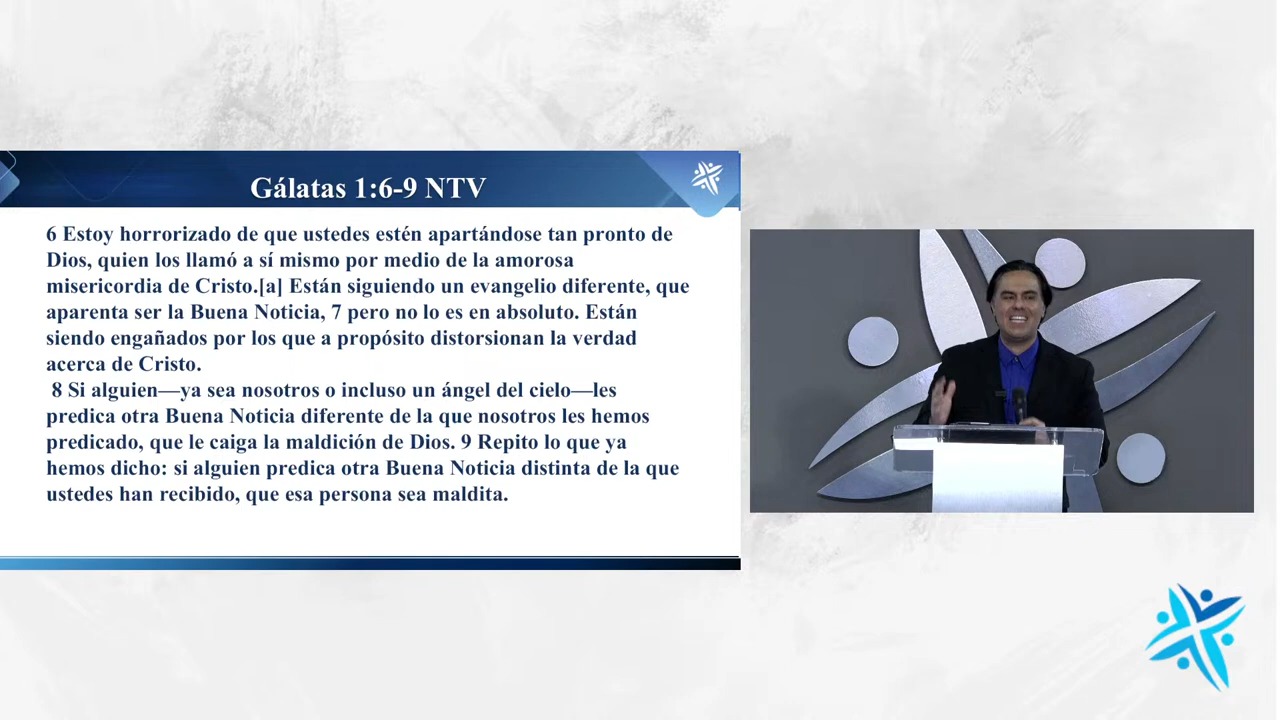 Gálatas 1:6-9 NTV
6 Estoy horrorizado de que ustedes estén apartándose tan pronto de
Dios, quien los llamó a sí mismo por medio de la amorosa
misericordia de Cristo.[a] Están siguiendo un evangelio diferente, que
aparenta ser la Buena Noticia, 7 pero no lo es en absoluto. Están
siendo engañados por los que a propósito distorsionan la verdad
acerca de Cristo.
8 Si alguien—ya sea nosotros o incluso un ángel del cielo—les
predica otra Buena Noticia diferente de la que nosotros les hemos
predicado, que le caiga la maldición de Dios. 9 Repito lo que ya
hemos dicho: si alguien predica otra Buena Noticia distinta de la que
ustedes han recibido, que esa persona sea maldita.